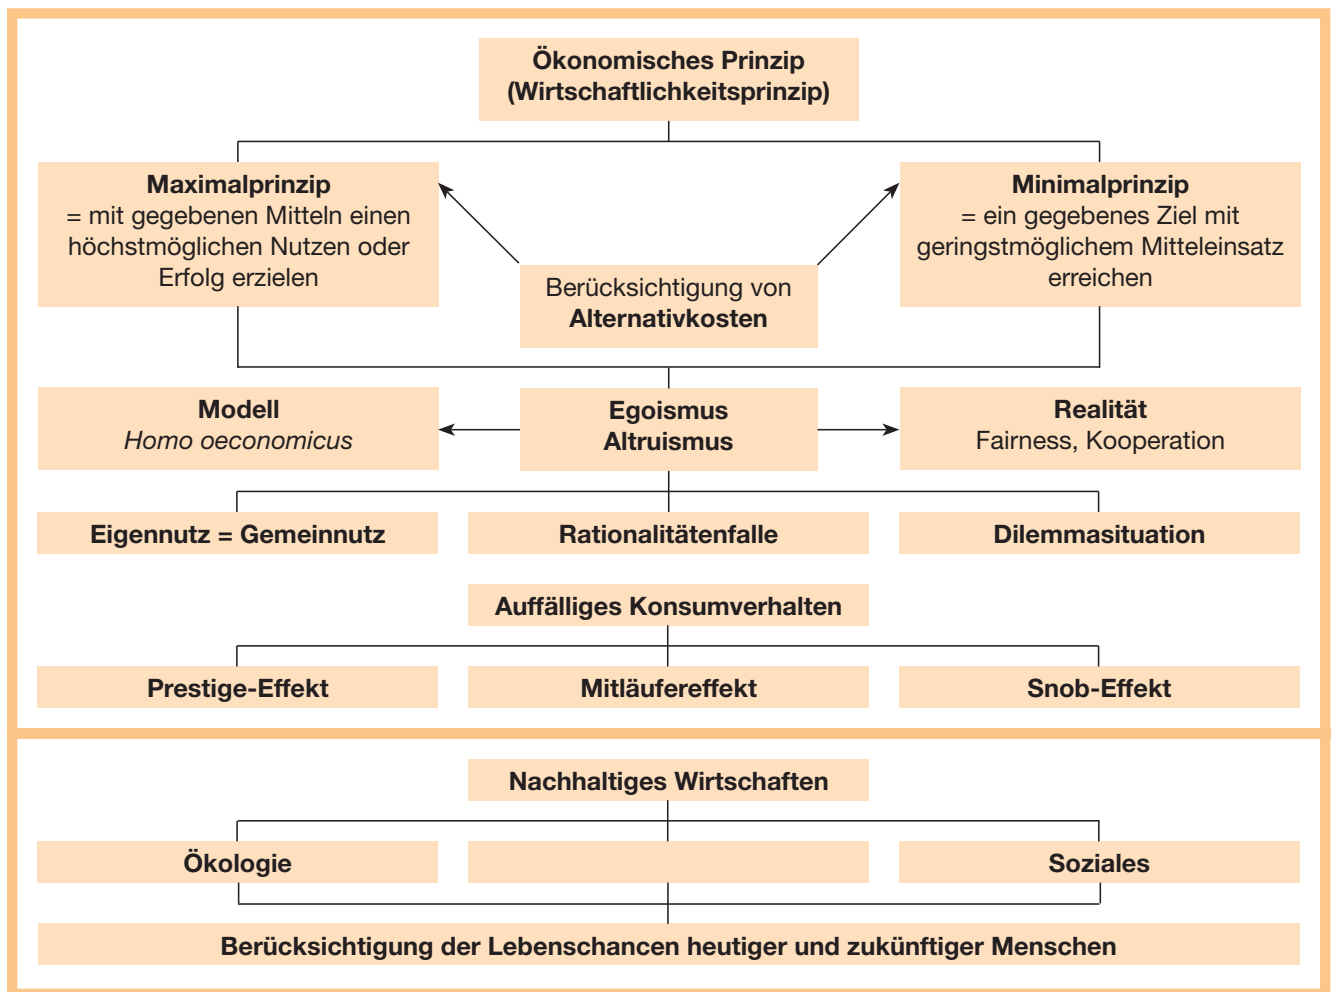 Ökonomisches Prinzip
(Wirtschaftlichkeitsprinzip)
Maximalprinzip
= mit gegebenen Mitteln einen
höchstmöglichen Nutzen oder
Erfolg erzielen
Minimalprinzip
= ein gegebenes Ziel mit
geringstmöglichem Mitteleinsatz
erreichen
Berücksichtigung von
Alternativkosten
Modell
Homo oeconomicus
Egoismus
Altruismus
Realität
Fairness, Kooperation
Eigennutz = Gemeinnutz
Rationalitätenfalle
Dilemmasituation
Auffälliges Konsumverhalten
Prestige-Effekt
Mitläufereffekt
Snob-Effekt
Nachhaltiges Wirtschaften
Ökologie
Soziales
Berücksichtigung der Lebenschancen heutiger und zukünftiger Menschen